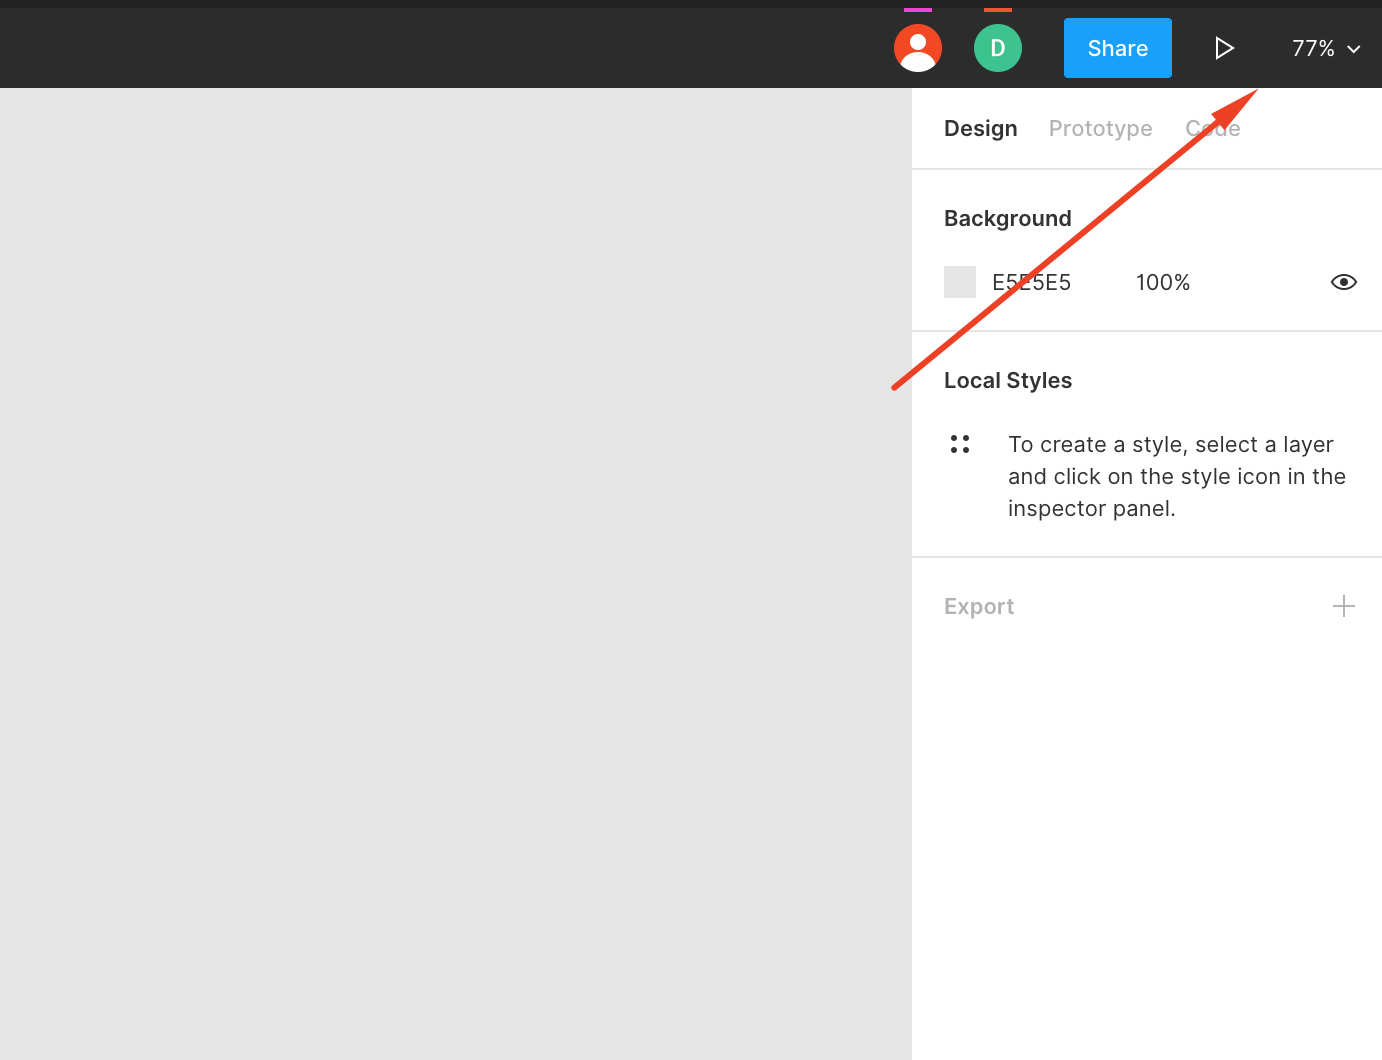 D Share 77%
Design Prototype Code
Background
E5E5E5 100%
Local Styles
To create a style, select a layer
and click on the style icon in the
inspector panel.
Export